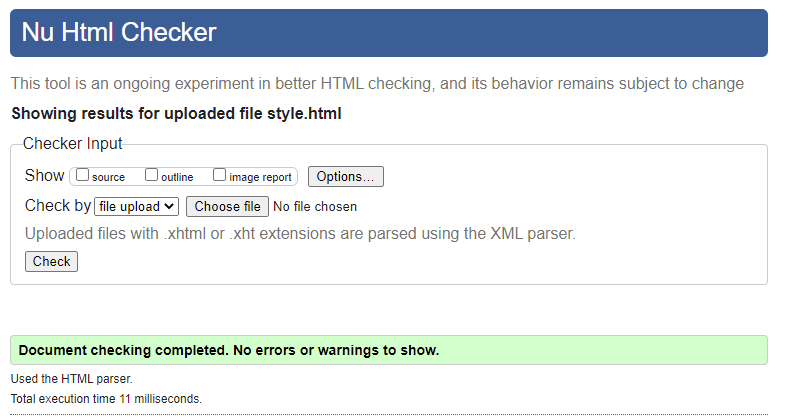 Nu Html Checker
This tool is an ongoing experiment in better HTML checking, and its behavior remains subject to change
Showing results for uploaded file style.html
Checker Input
Show source outline image report Options...
Check by file upload Choose file No file chosen
Uploaded files with .xhtml or .xht extensions are parsed using the XML parser.
Check
Document checking completed. No errors or warnings to show.
Used the HTML parser.
Total execution time 11 milliseconds.